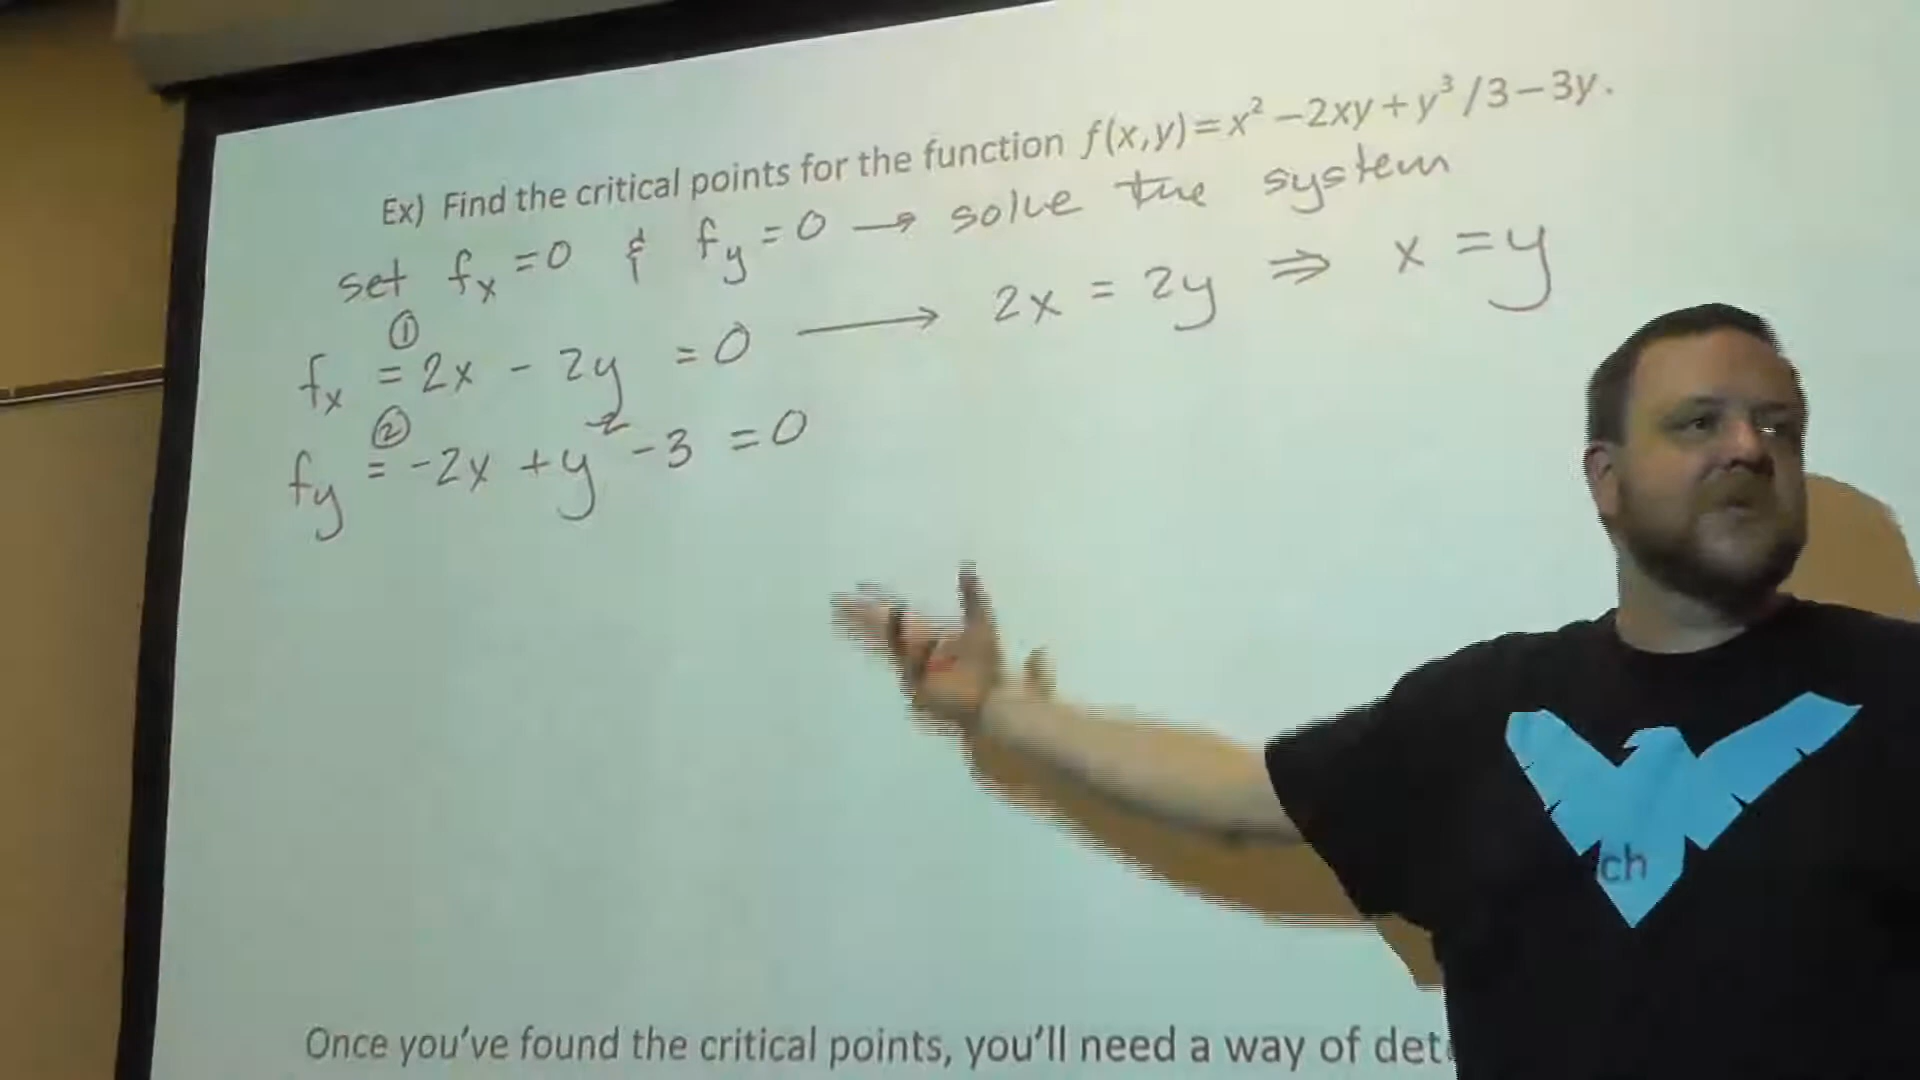 Ex) Find the critical points for the function f(x,y)=x²−2xy+y³/3−3y.
set fₓ =0 & f_y =0 → solve the system
fₓ ①= 2x - 2y =0 ⟶ 2x = 2y ⇒ x = y
f_y ②= -2x +y² -3 =0
ch
Once you've found the critical points, you'll need a way of det